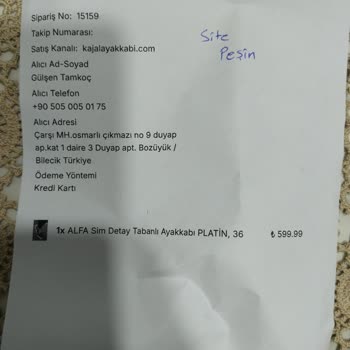 Sipariş No: 15159
Takip Numarası:
Satış Kanalı: kajalayakkabi.com
Alıcı Ad-Soyad
Gülşen Tamkoç
Alıcı Telefon
+90 505 005 01 75
Alıcı Adresi
Çarşı MH.osmarlı çıkmazı no 9 duyap
ap.kat 1 daire 3 Duyap apt. Bozüyük /
Bilecik Türkiye
Ödeme Yöntemi
Kredi Kartı
Site
Peşin
1x ALFA Sim Detay Tabanlı Ayakkabı PLATİN, 36 ₺ 599.99